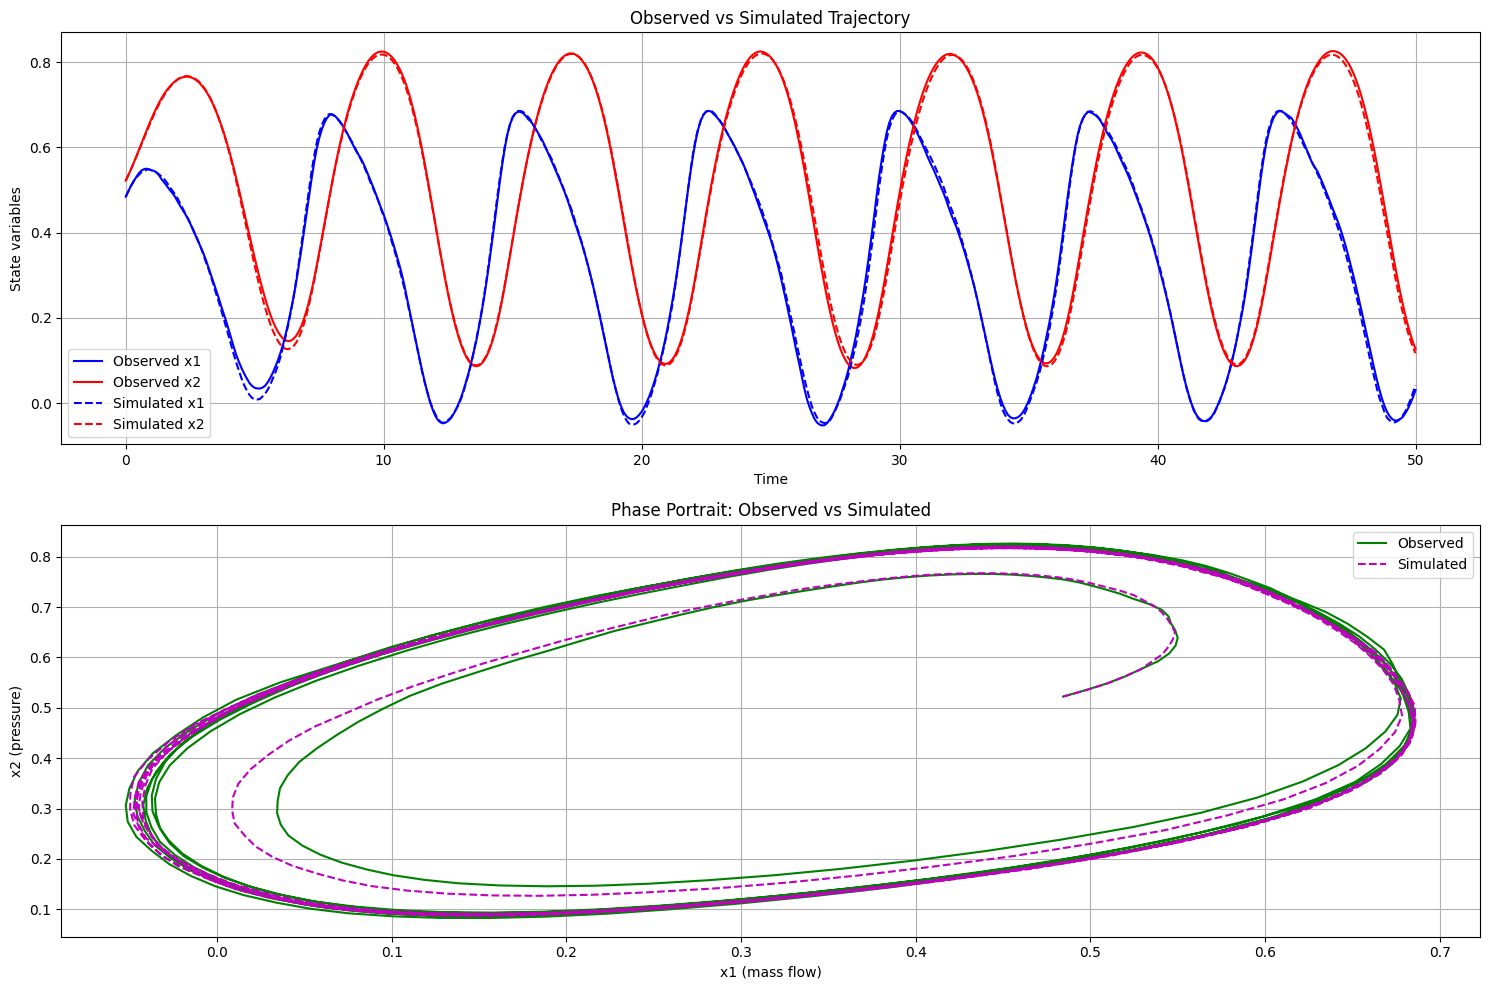 Observed vs Simulated Trajectory
State variables
0.8
0.6
0.4
0.2
0.0
Observed x1
Observed x2
Simulated x1
Simulated x2
0 10 20 30 40 50
Time
Phase Portrait: Observed vs Simulated
x2 (pressure)
0.8
0.7
0.6
0.5
0.4
0.3
0.2
0.1
Observed
Simulated
0.0 0.1 0.2 0.3 0.4 0.5 0.6 0.7
x1 (mass flow)